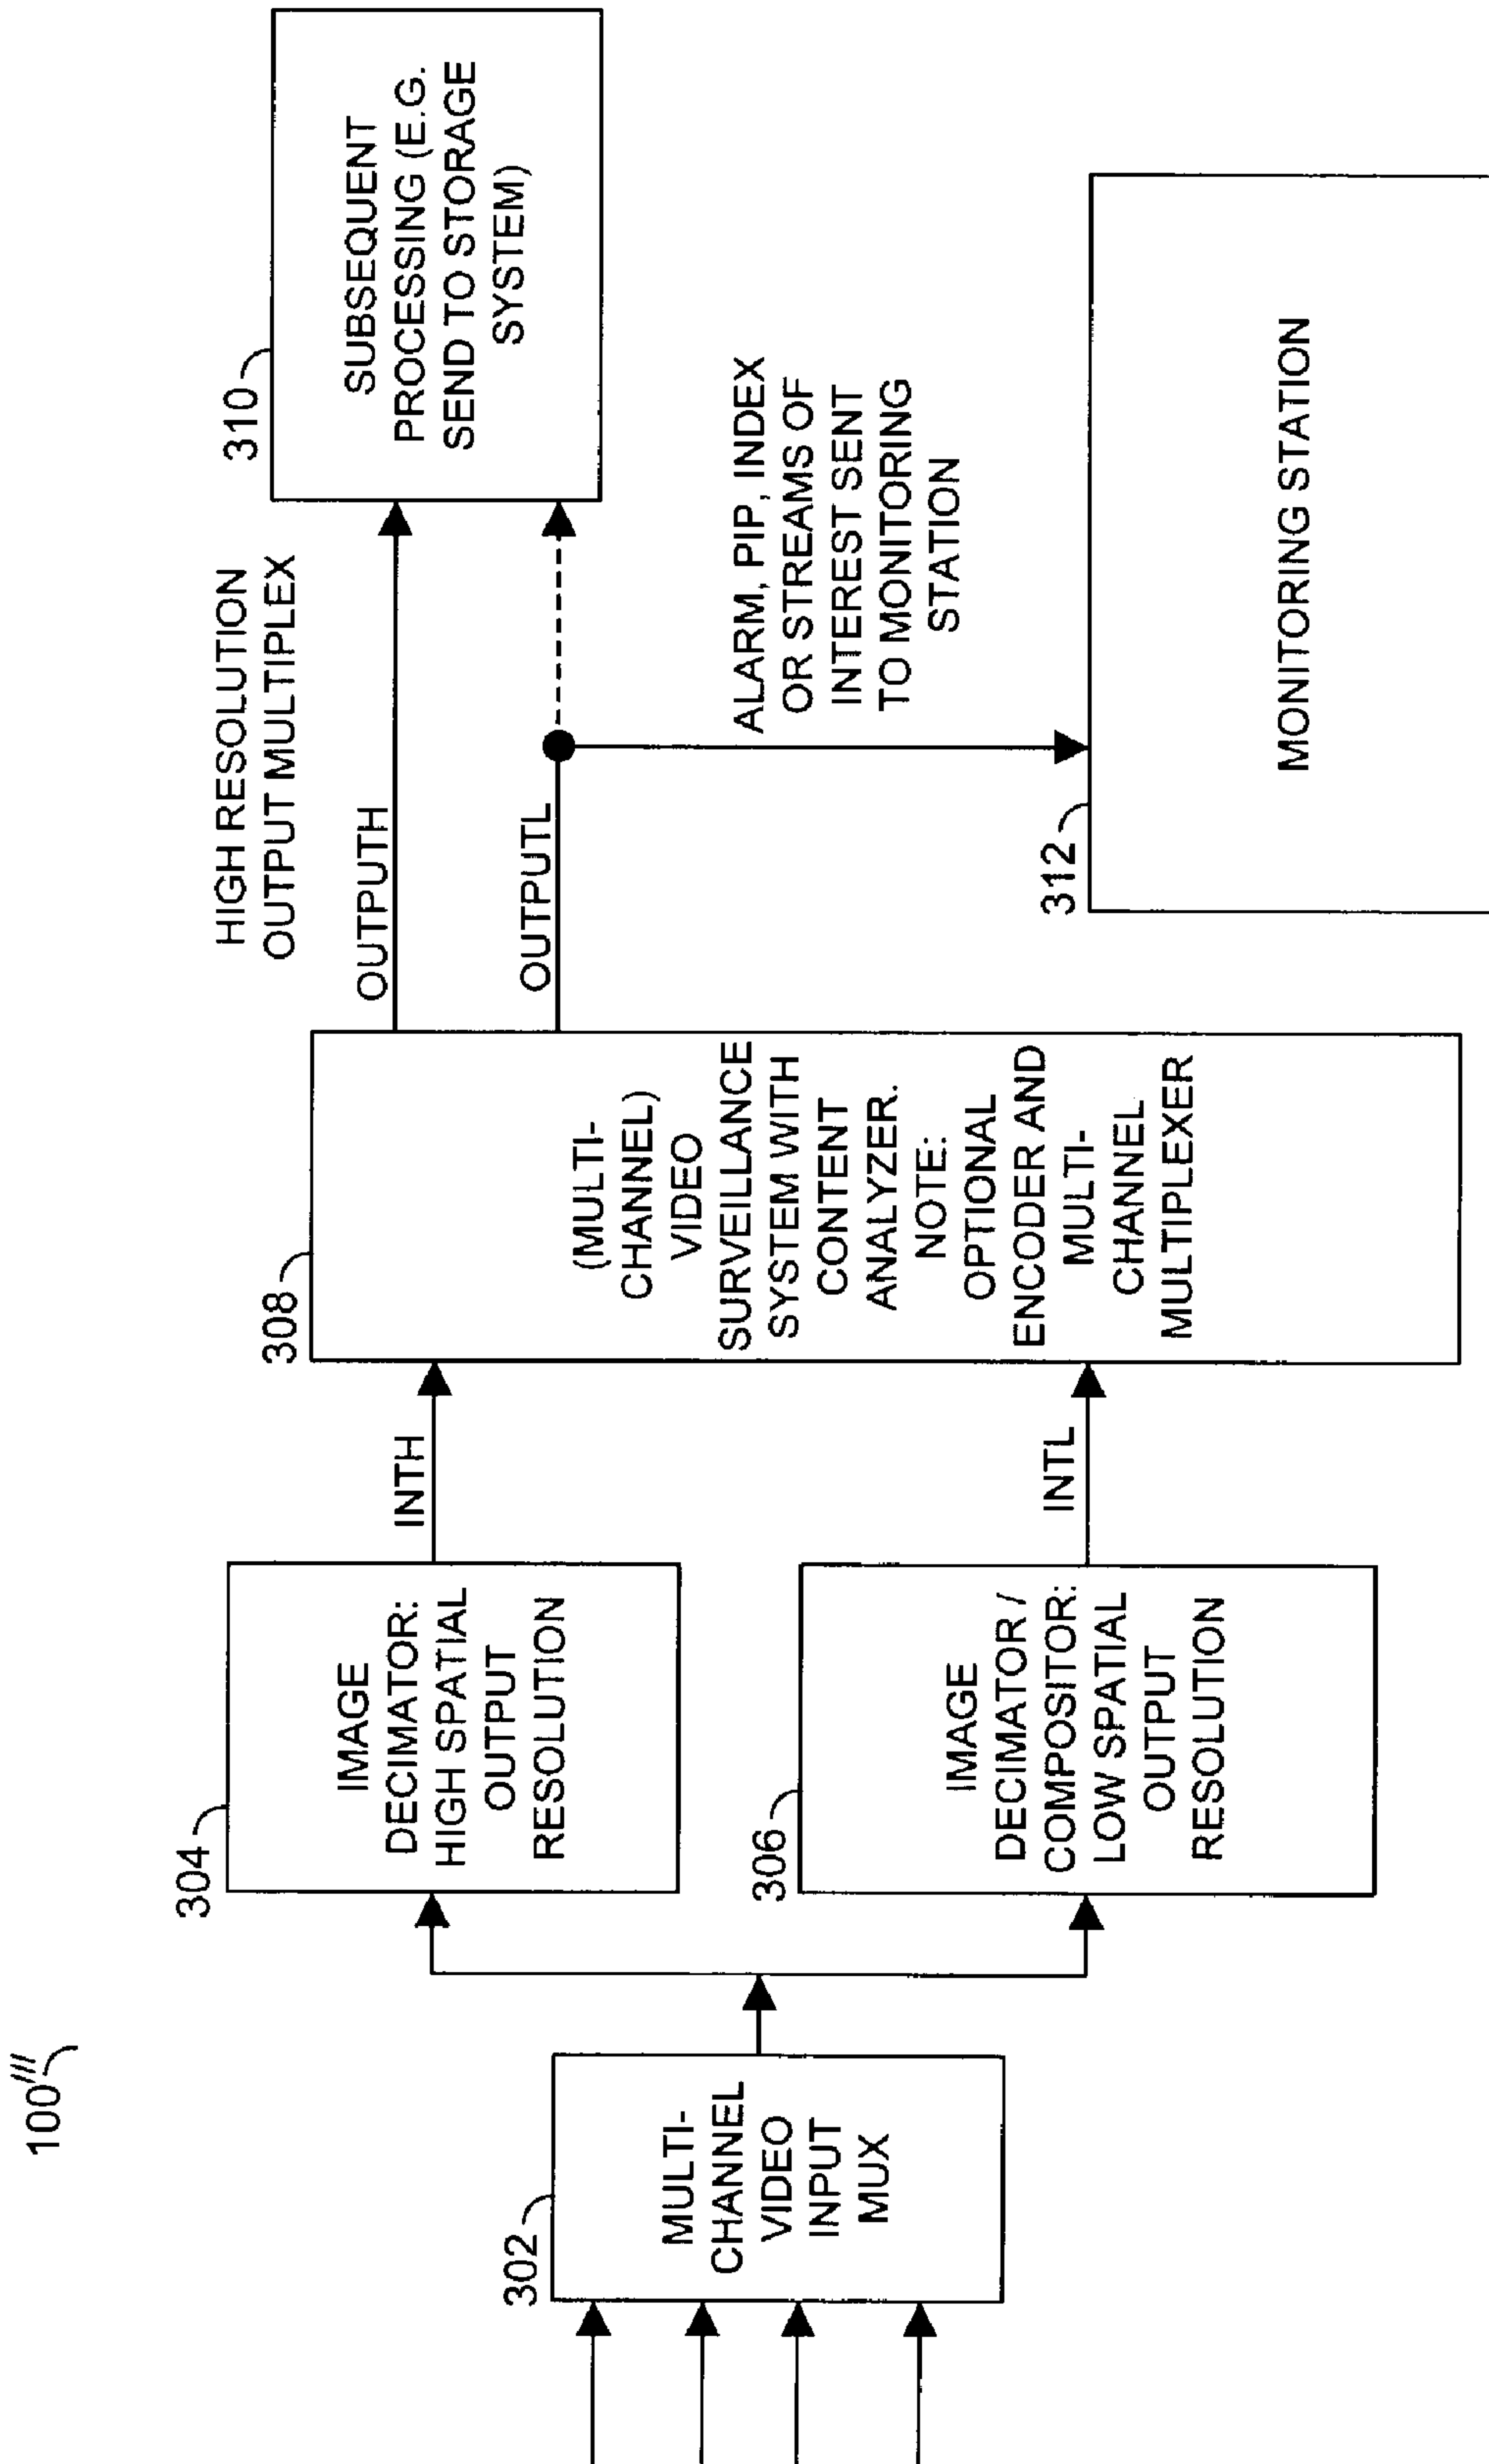 100'''
302
MULTI-
CHANNEL
VIDEO
INPUT
MUX
304
IMAGE
DECIMATOR:
HIGH SPATIAL
OUTPUT
RESOLUTION
306
IMAGE
DECIMATOR /
COMPOSITOR:
LOW SPATIAL
OUTPUT
RESOLUTION
INTH
INTL
308
(MULTI-
CHANNEL)
VIDEO
SURVEILLANCE
SYSTEM WITH
CONTENT
ANALYZER.
NOTE:
OPTIONAL
ENCODER AND
MULTI-
CHANNEL
MULTIPLEXER
HIGH RESOLUTION
OUTPUT MULTIPLEX
OUTPUTH
OUTPUTL
310
SUBSEQUENT
PROCESSING (E.G.
SEND TO STORAGE
SYSTEM)
ALARM, PIP, INDEX
OR STREAMS OF
INTEREST SENT
TO MONITORING
STATION
312
MONITORING STATION